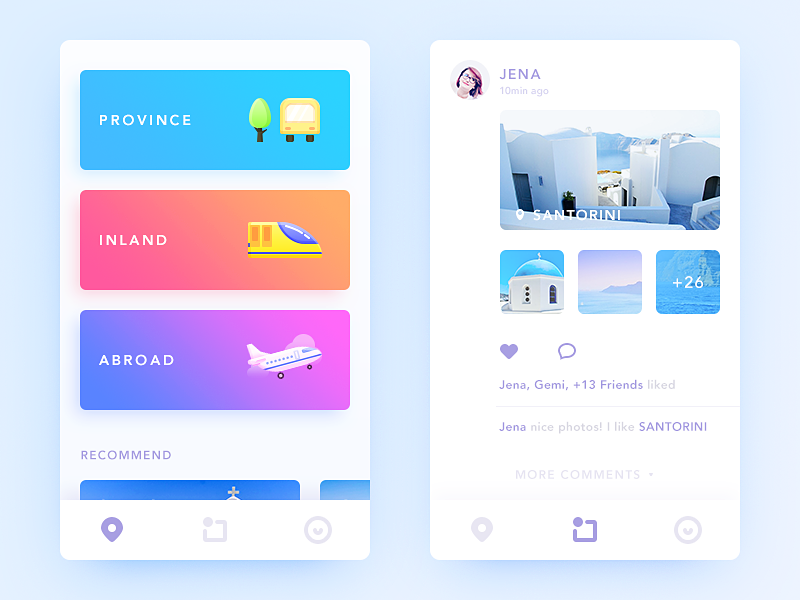 PROVINCE
INLAND
ABROAD
RECOMMEND
JENA
10min ago
SANTORINI
+26
Jena, Gemi, +13 Friends liked
Jena nice photos! I like SANTORINI
MORE COMMENTS